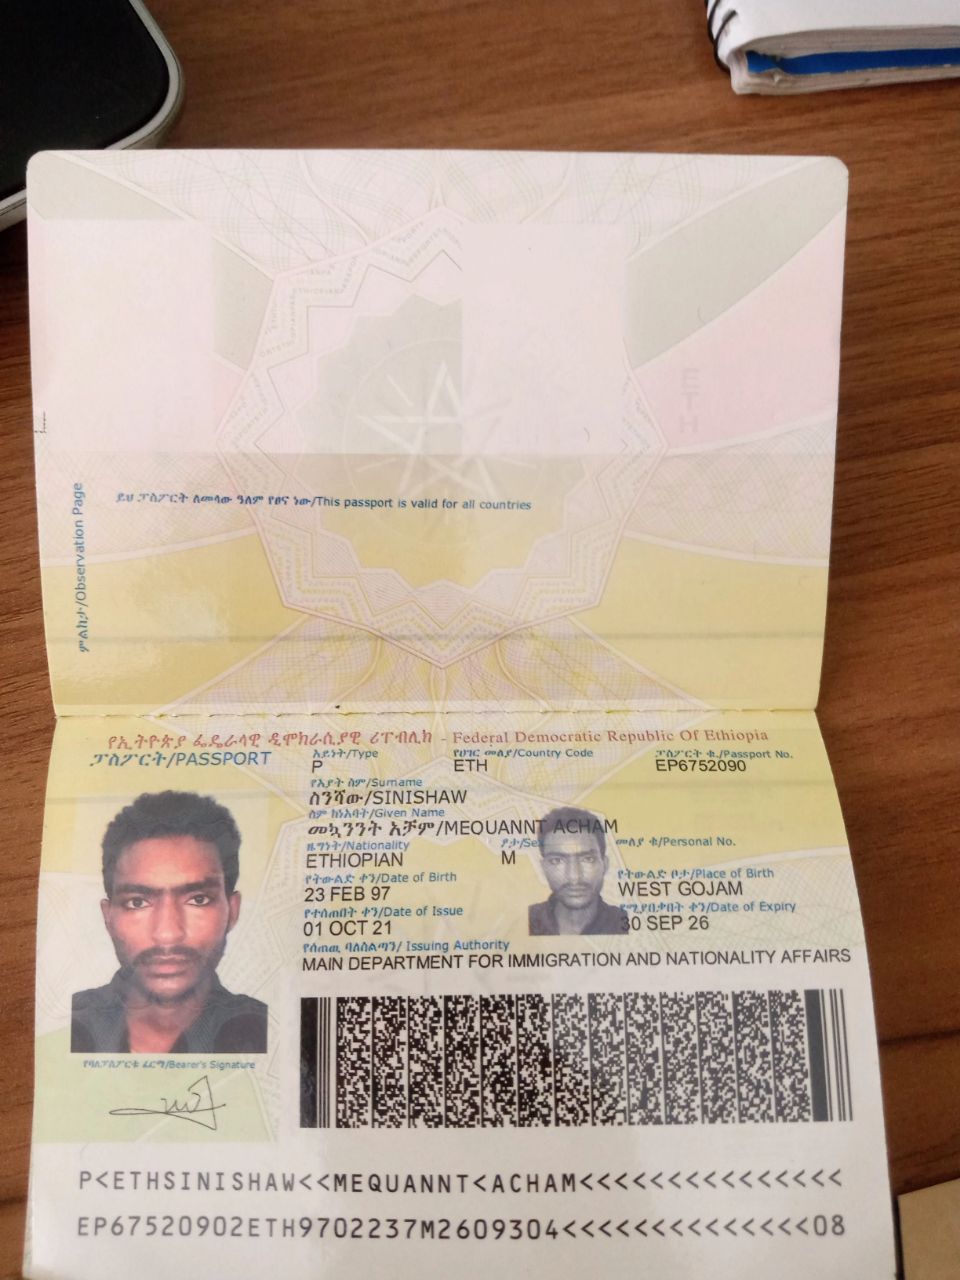 ይህ ፓስፖርት ለመላው ዓለም የፀና ነው/This passport is valid for all countries
ምልከታ/Observation Page
የኢትዮጵያ ፌዴራላዊ ዲሞክራሲያዊ ሪፐብሊክ - Federal Democratic Republic Of Ethiopia
ፓስፖርት/PASSPORT
አይነት/Type
የሀገር መለያ/Country Code
ፓስፖርት ቁ./Passport No.
P
ETH
EP6752090
የአያት ስም/Surname
ስንሻው/SINISHAW
ስም ከነአባት/Given Name
መኳንንት አቻም/MEQUANNT ACHAM
ዜግነት/Nationality
ፆታ/Sex
መለያ ቁ/Personal No.
ETHIOPIAN
M
የትውልድ ቀን/Date of Birth
የትውልድ ቦታ/Place of Birth
23 FEB 97
WEST GOJAM
የተሰጠበት ቀን/Date of Issue
የሚያበቃበት ቀን/Date of Expiry
01 OCT 21
30 SEP 26
የሰጠዉ ባለስልጣን/ Issuing Authority
MAIN DEPARTMENT FOR IMMIGRATION AND NATIONALITY AFFAIRS
የባለፓስፖርቱ ፊርማ/Bearer's Signature
P<ETHSINISHAW<<MEQUANNT<ACHAM<<<<<<<<<<<<<<<
EP67520902ETH9702237M2609304<<<<<<<<<<<<<<08